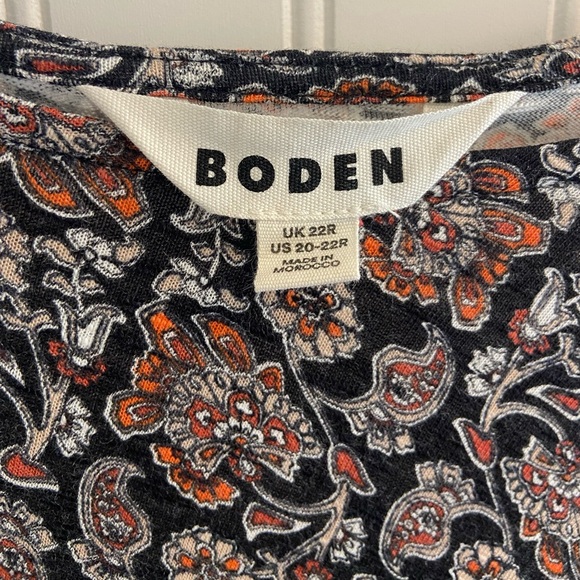 BODEN
UK 22R
US 20-22R
MADE IN
MOROCCO